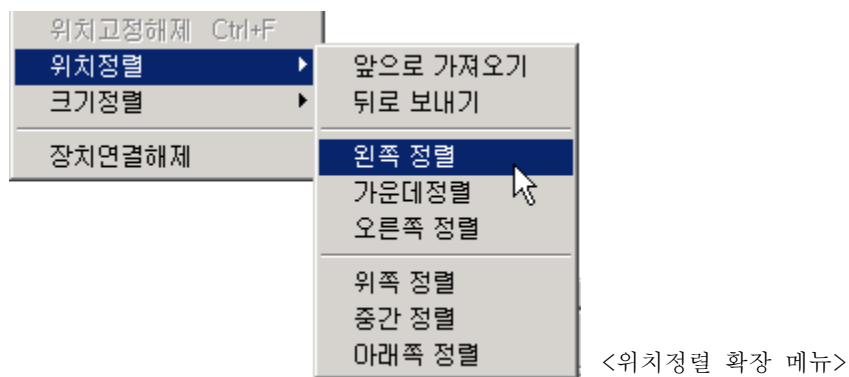 위치고정해제 Ctrl+F
위치정렬
크기정렬
장치연결해제
앞으로 가져오기
뒤로 보내기
왼쪽 정렬
가운데정렬
오른쪽 정렬
위쪽 정렬
중간 정렬
아래쪽 정렬
<위치정렬 확장 메뉴>